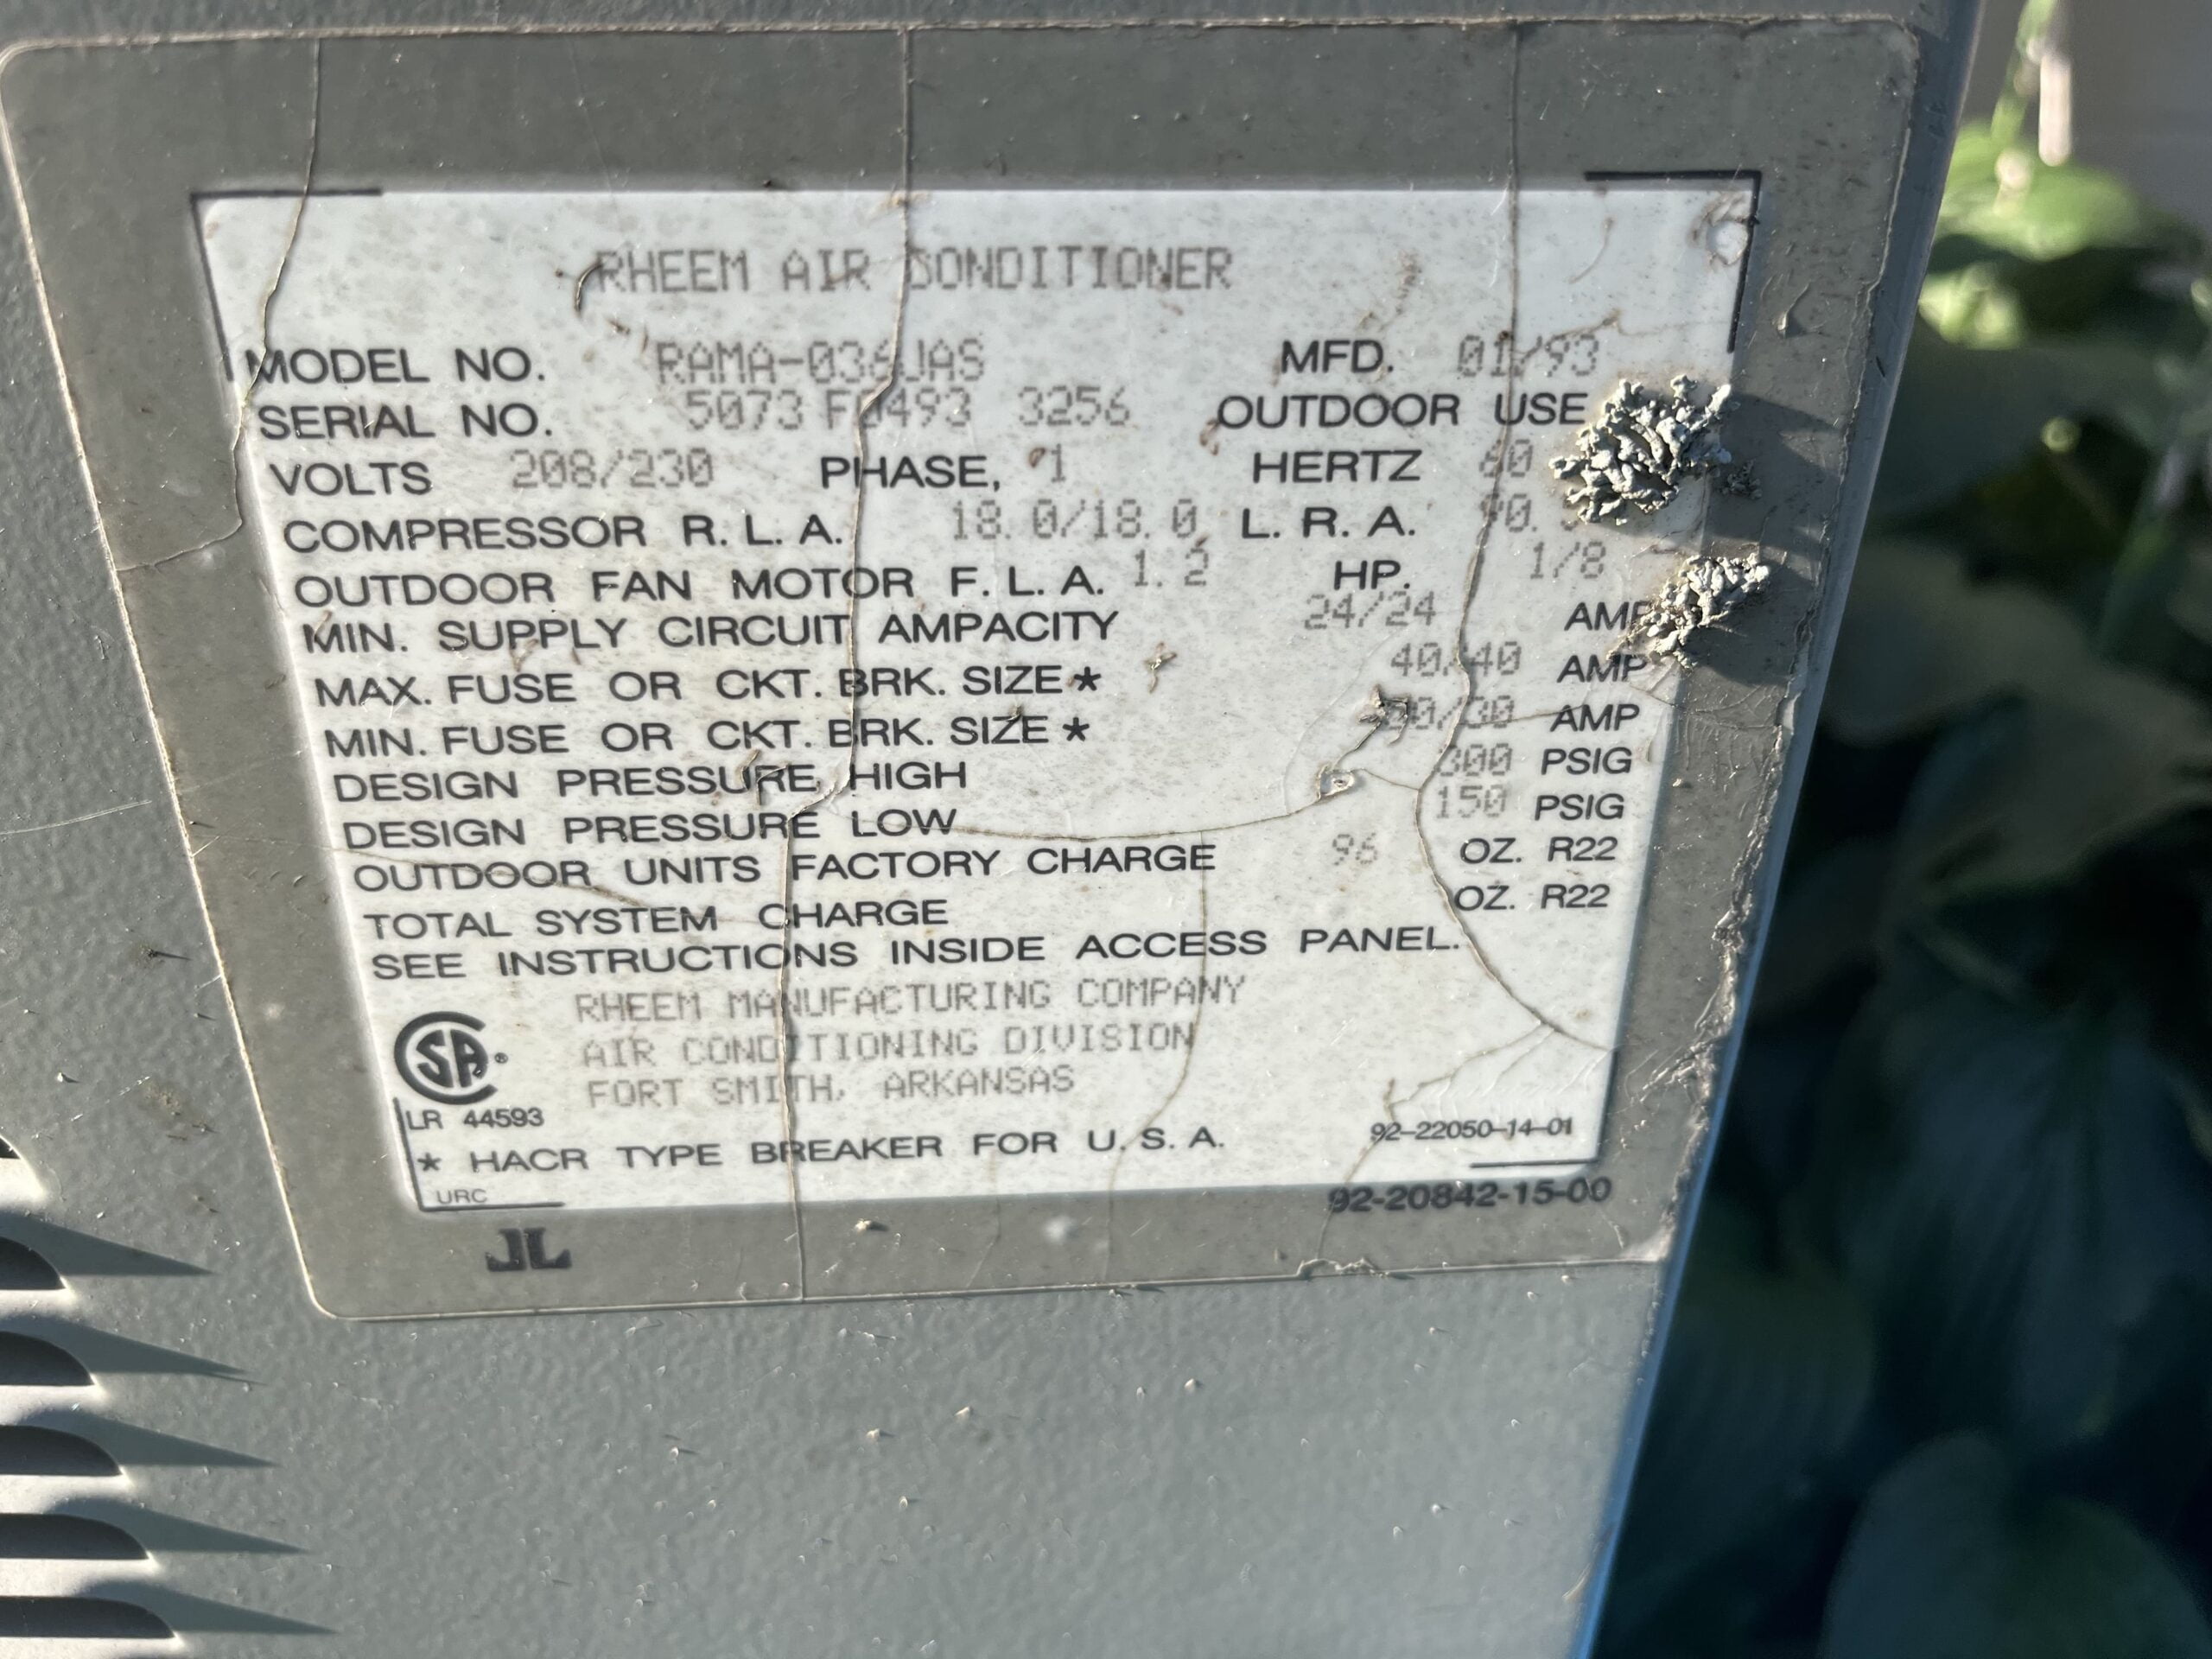 RHEEM AIR CONDITIONER
MODEL NO. RAMA-036JAS MFD. 01/93
SERIAL NO. 5073 F0493 3256 OUTDOOR USE
VOLTS 208/230 PHASE, 1 HERTZ 60
COMPRESSOR R.L.A. 18.0/18.0 L.R.A.
OUTDOOR FAN MOTOR F.L.A. 1.2 HP. 1/8
MIN. SUPPLY CIRCUIT AMPACITY 24/24 AMP
MAX. FUSE OR CKT. BRK. SIZE * 40/40 AMP
MIN. FUSE OR CKT. BRK. SIZE * 30/30 AMP
DESIGN PRESSURE HIGH 300 PSIG
DESIGN PRESSURE LOW 150 PSIG
OUTDOOR UNITS FACTORY CHARGE 96 OZ. R22
TOTAL SYSTEM CHARGE OZ. R22
SEE INSTRUCTIONS INSIDE ACCESS PANEL.
RHEEM MANUFACTURING COMPANY
AIR CONDITIONING DIVISION
FORT SMITH, ARKANSAS
SA ®
LR 44593
* HACR TYPE BREAKER FOR U.S.A. 92-22050-14-01
URC
92-20842-15-00
JL